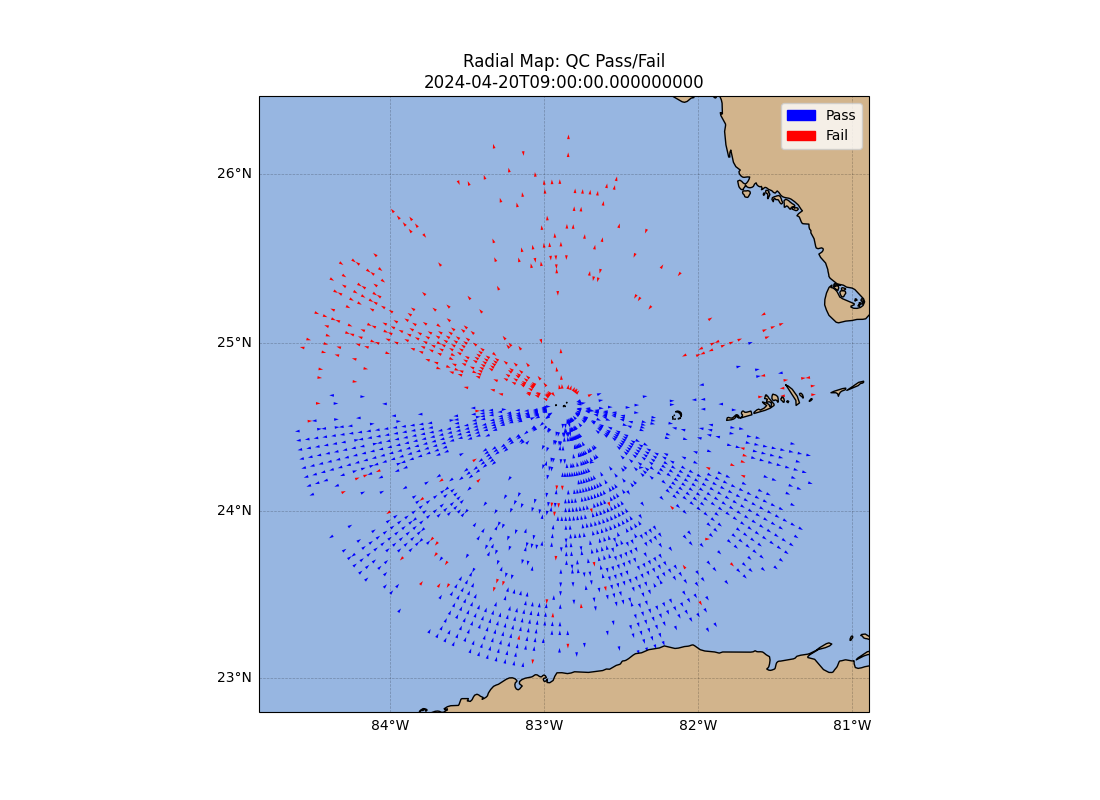 Radial Map: QC Pass/Fail
2024-04-20T09:00:00.000000000
Pass
Fail
26°N
25°N
24°N
23°N
84°W 83°W 82°W 81°W